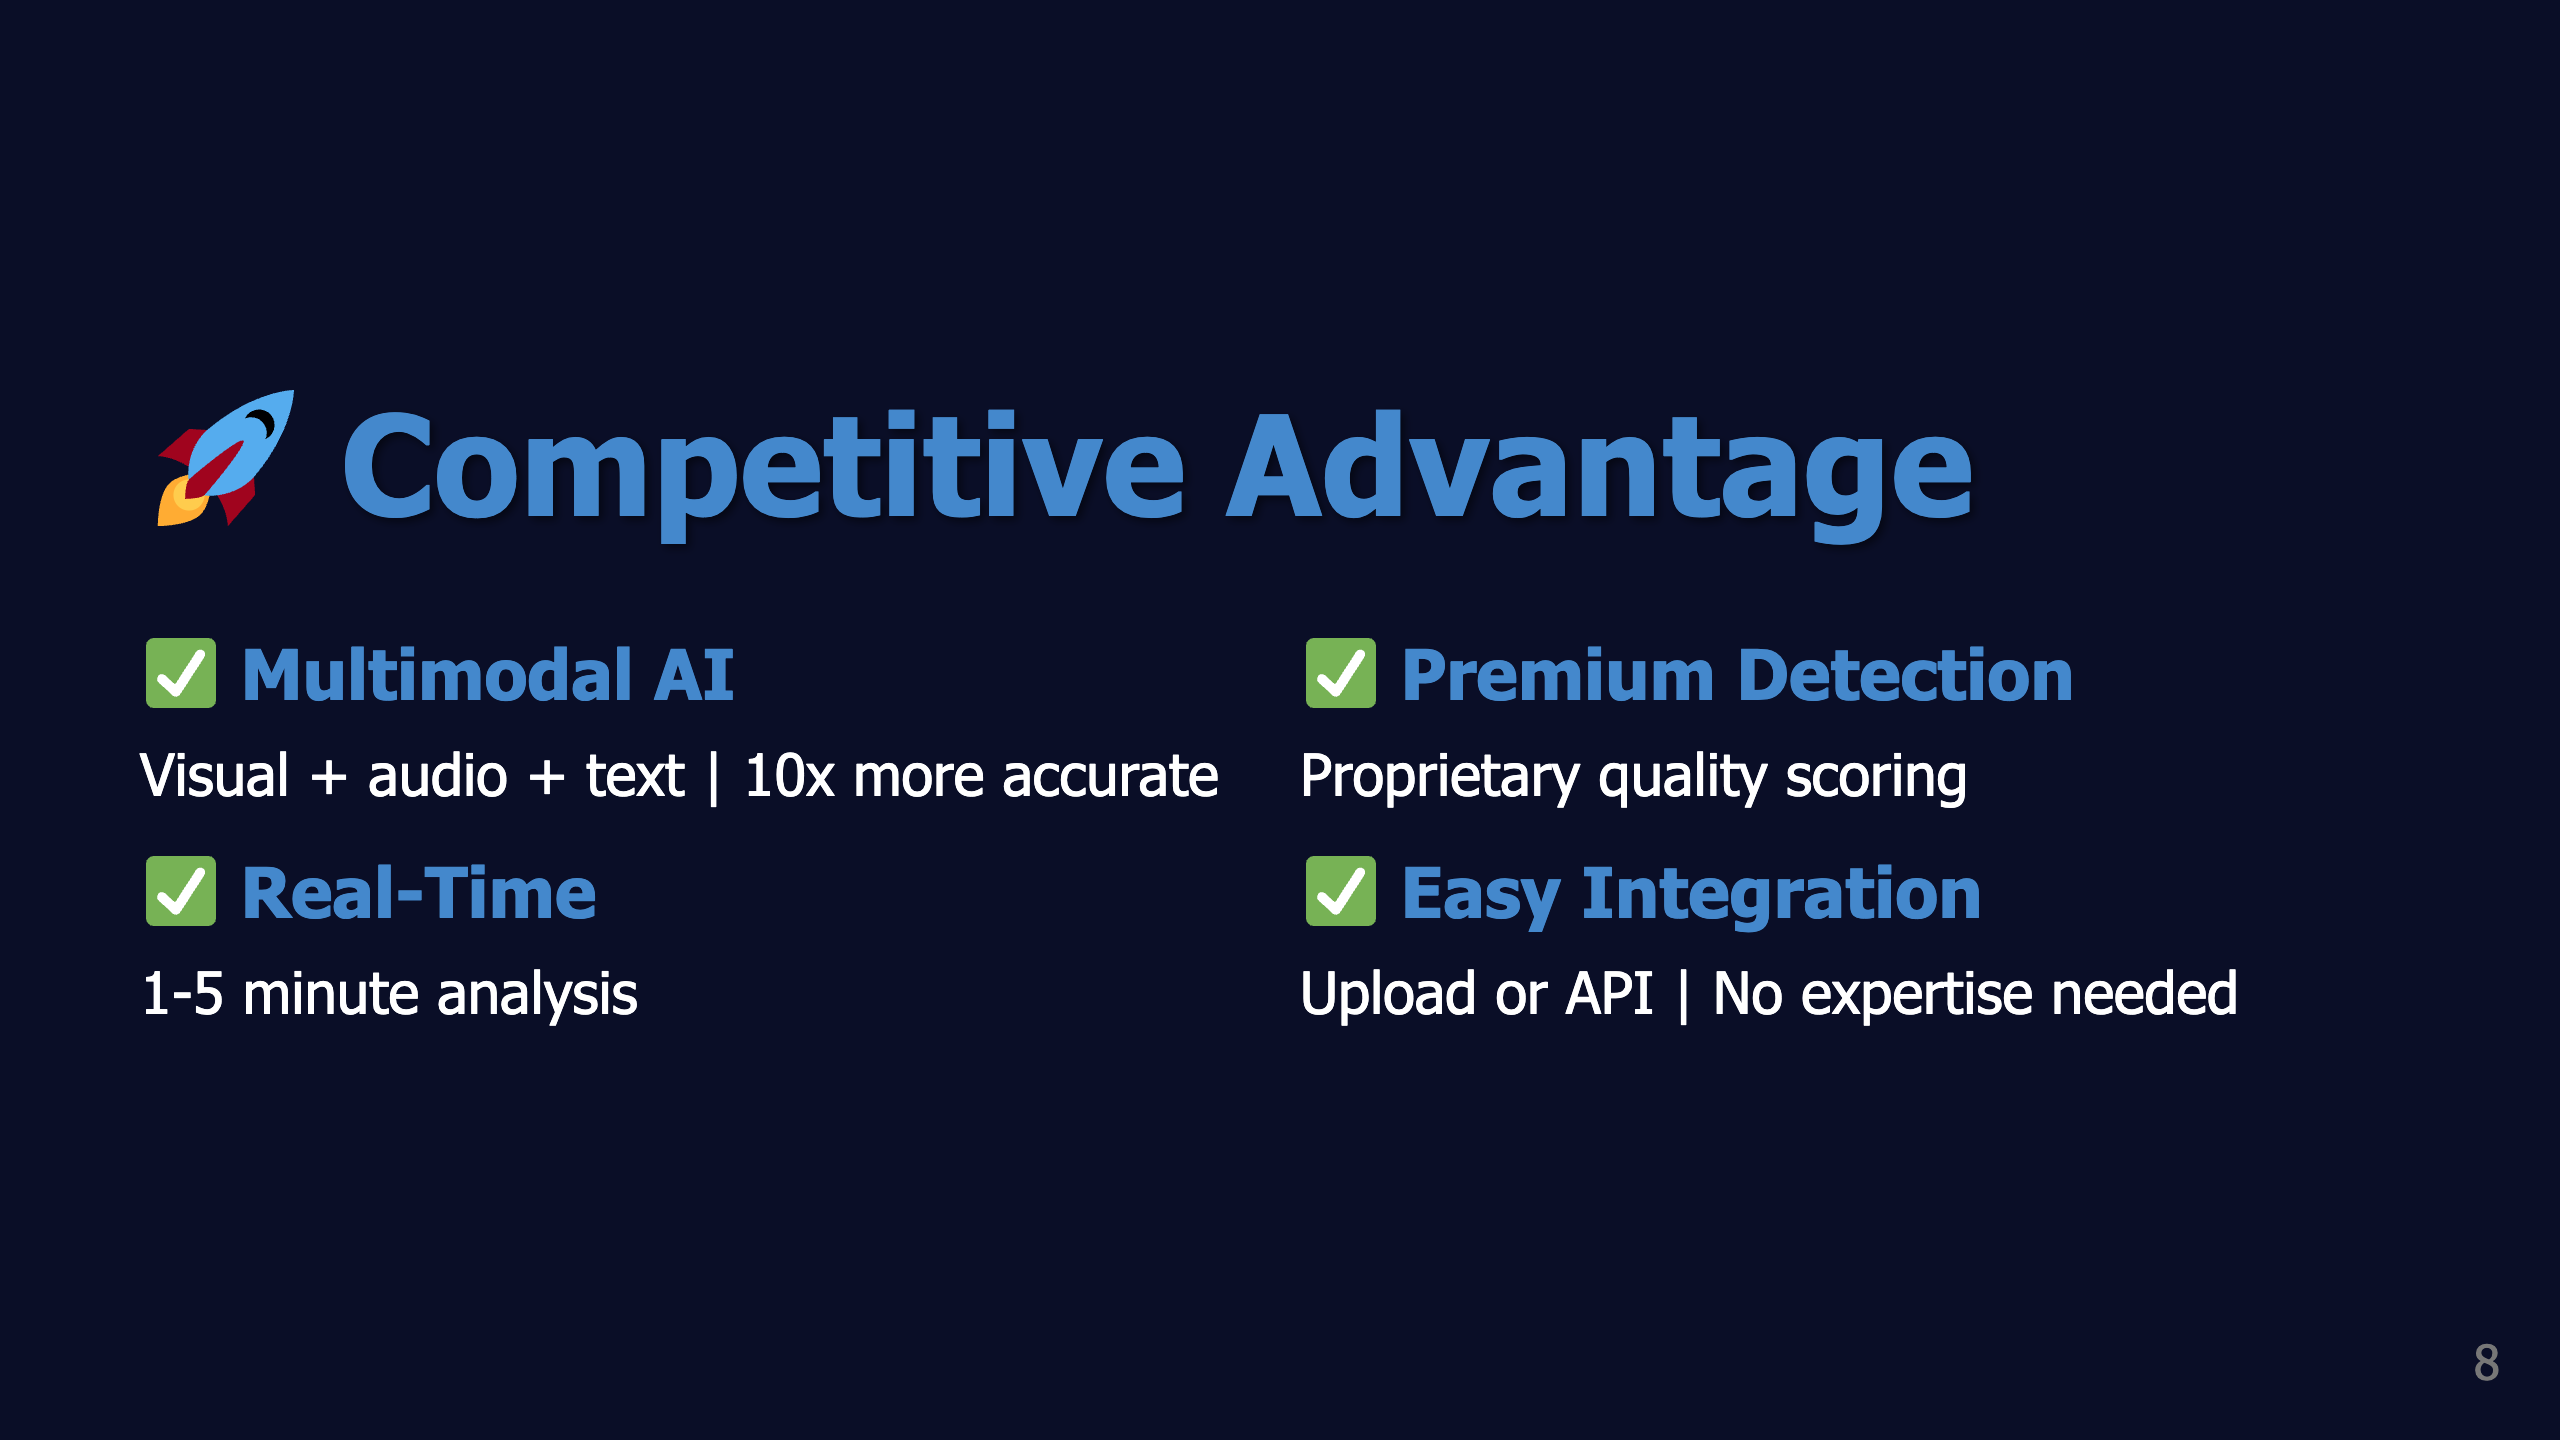 🚀 Competitive Advantage
✅ Multimodal AI
Visual + audio + text | 10x more accurate
✅ Real-Time
1-5 minute analysis
✅ Premium Detection
Proprietary quality scoring
✅ Easy Integration
Upload or API | No expertise needed
8